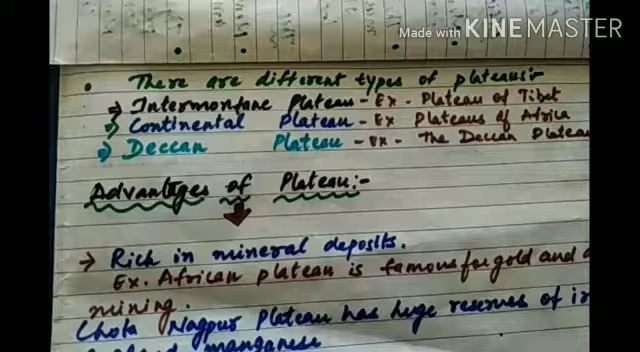 Made with KINEMASTER
• There are different types of plateaus:-
→ Intermontane Plateau - Ex - Plateau of Tibet
→ Continental Plateau - Ex Plateaus of Africa
→ Deccan Plateau - Ex - The Deccan Plateau
Advantages of Plateau:-
→ Rich in mineral deposits.
Ex. African plateau is famous for gold and
mining.
Chota Nagpur Plateau has huge reserves of
manganese